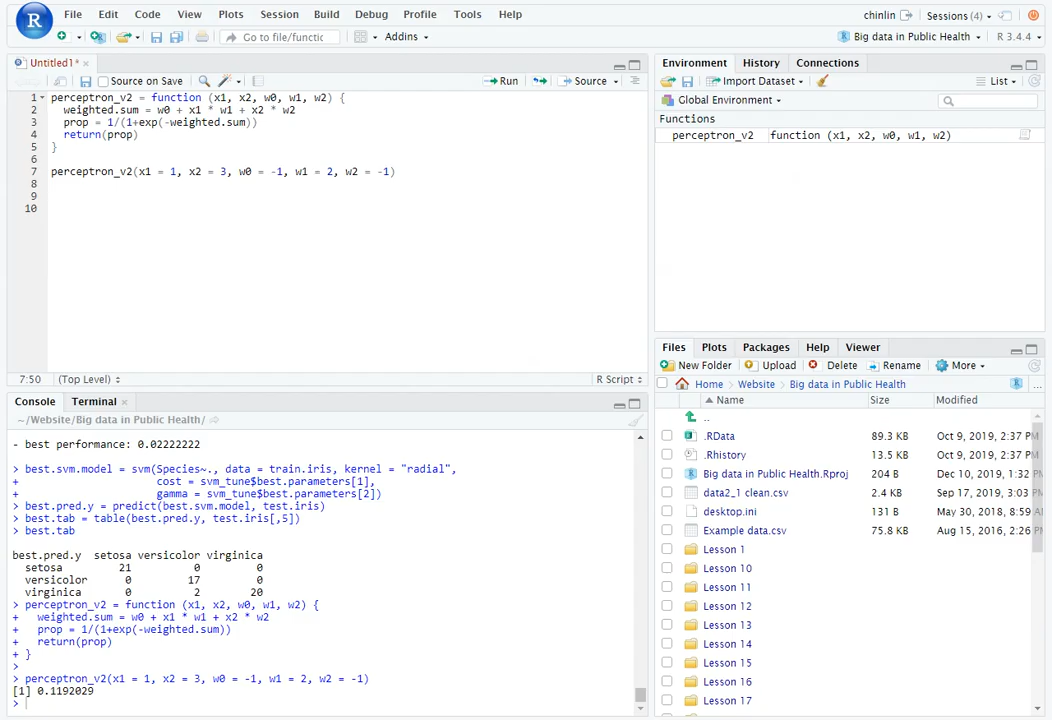 R
File Edit Code View Plots Session Build Debug Profile Tools Help
chinlin Sessions (4)
Go to file/functic Addins
Big data in Public Health R 3.4.4
Untitled1*
Source on Save Run Source
1 perceptron_v2 = function (x1, x2, w0, w1, w2) {
2 weighted.sum = w0 + x1 * w1 + x2 * w2
3 prop = 1/(1+exp(-weighted.sum))
4 return(prop)
5 }
6
7 perceptron_v2(x1 = 1, x2 = 3, w0 = -1, w1 = 2, w2 = -1)
8
9
10
7:50 (Top Level) R Script
Console Terminal
~/Website/Big data in Public Health/
- best performance: 0.02222222
> best.svm.model = svm(Species~., data = train.iris, kernel = "radial",
+ cost = svm_tune$best.parameters[1],
+ gamma = svm_tune$best.parameters[2])
> best.pred.y = predict(best.svm.model, test.iris)
> best.tab = table(best.pred.y, test.iris[,5])
> best.tab
best.pred.y setosa versicolor virginica
setosa 21 0 0
versicolor 0 17 0
virginica 0 2 20
> perceptron_v2 = function (x1, x2, w0, w1, w2) {
+ weighted.sum = w0 + x1 * w1 + x2 * w2
+ prop = 1/(1+exp(-weighted.sum))
+ return(prop)
+ }
>
> perceptron_v2(x1 = 1, x2 = 3, w0 = -1, w1 = 2, w2 = -1)
[1] 0.1192029
>
Environment History Connections
Import Dataset List
Global Environment
Functions
perceptron_v2 function (x1, x2, w0, w1, w2)
Files Plots Packages Help Viewer
New Folder Upload Delete Rename More
Home Website Big data in Public Health ...
Name Size Modified
..
.RData 89.3 KB Oct 9, 2019, 2:37 PM
.Rhistory 13.5 KB Oct 9, 2019, 2:37 PM
Big data in Public Health.Rproj 204 B Dec 10, 2019, 1:32 PM
data2_1 clean.csv 2.4 KB Sep 17, 2019, 3:03 PM
desktop.ini 131 B May 30, 2018, 8:59 A
Example data.csv 75.8 KB Aug 15, 2016, 2:26 PM
Lesson 1
Lesson 10
Lesson 11
Lesson 12
Lesson 13
Lesson 14
Lesson 15
Lesson 16
Lesson 17